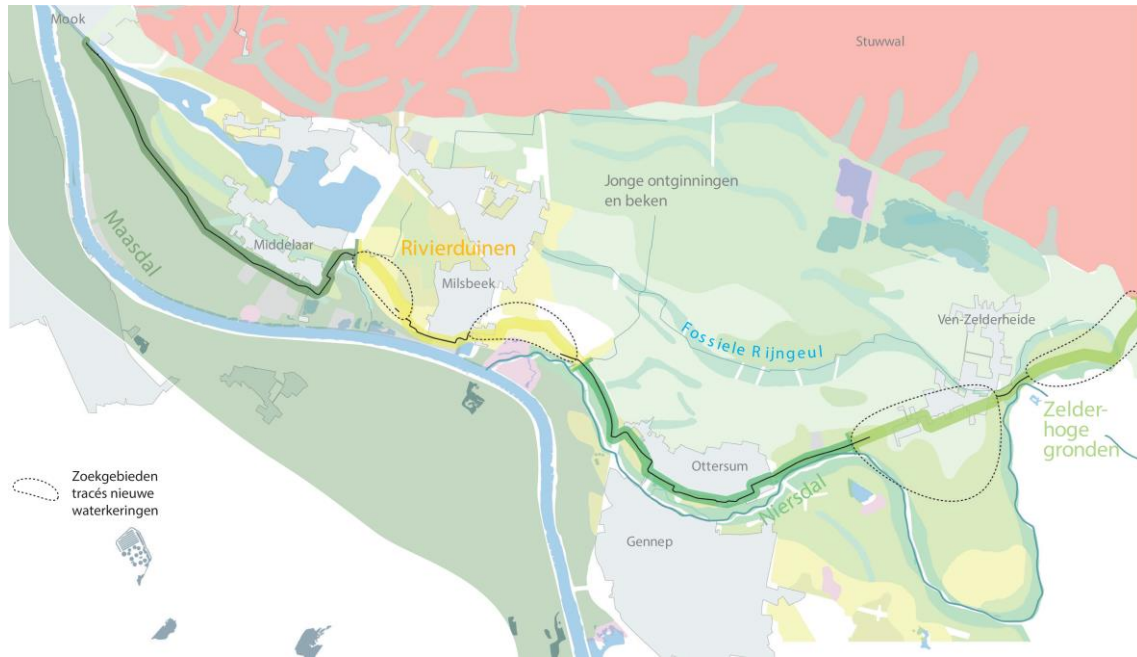 Mook
Stuwwal
Jonge ontginningen
en beken
Maasdal
Middelaar
Rivierduinen
Milsbeek
Ven-Zelderheide
Fossiele Rijngeul
Zelder-
hoge
gronden
Zoekgebieden
tracés nieuwe
waterkeringen
Ottersum
Niersdal
Gennep